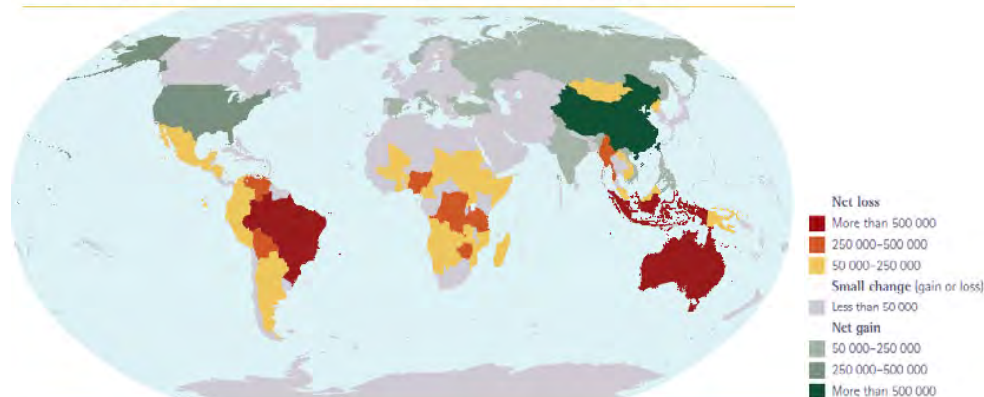 Net loss
More than 500 000
250 000–500 000
50 000–250 000
Small change (gain or loss)
Less than 50 000
Net gain
50 000–250 000
250 000–500 000
More than 500 000